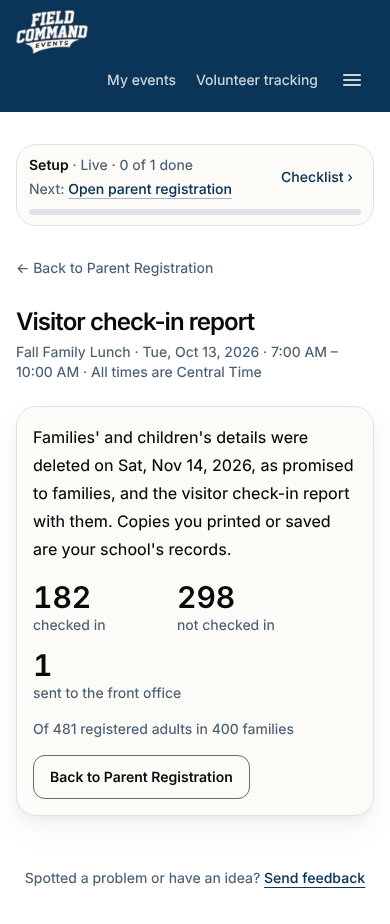 FIELD
COMMAND
EVENTS
My events
Volunteer tracking
Setup · Live · 0 of 1 done
Next: Open parent registration
Checklist ›
← Back to Parent Registration
Visitor check-in report
Fall Family Lunch · Tue, Oct 13, 2026 · 7:00 AM –
10:00 AM · All times are Central Time
Families' and children's details were
deleted on Sat, Nov 14, 2026, as promised
to families, and the visitor check-in report
with them. Copies you printed or saved
are your school's records.
182
checked in
298
not checked in
1
sent to the front office
Of 481 registered adults in 400 families
Back to Parent Registration
Spotted a problem or have an idea? Send feedback